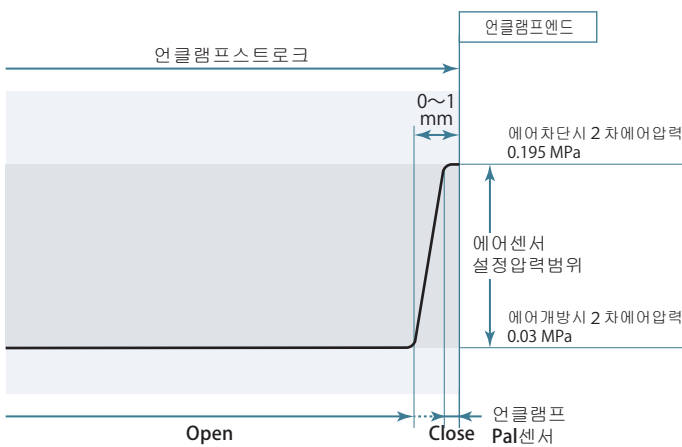 언클램프엔드
언클램프스트로크
0～1
mm
에어차단시 2 차에어압력
0.195 MPa
에어센서
설정압력범위
에어개방시 2 차에어압력
0.03 MPa
Open
Close
언클램프
Pal센서